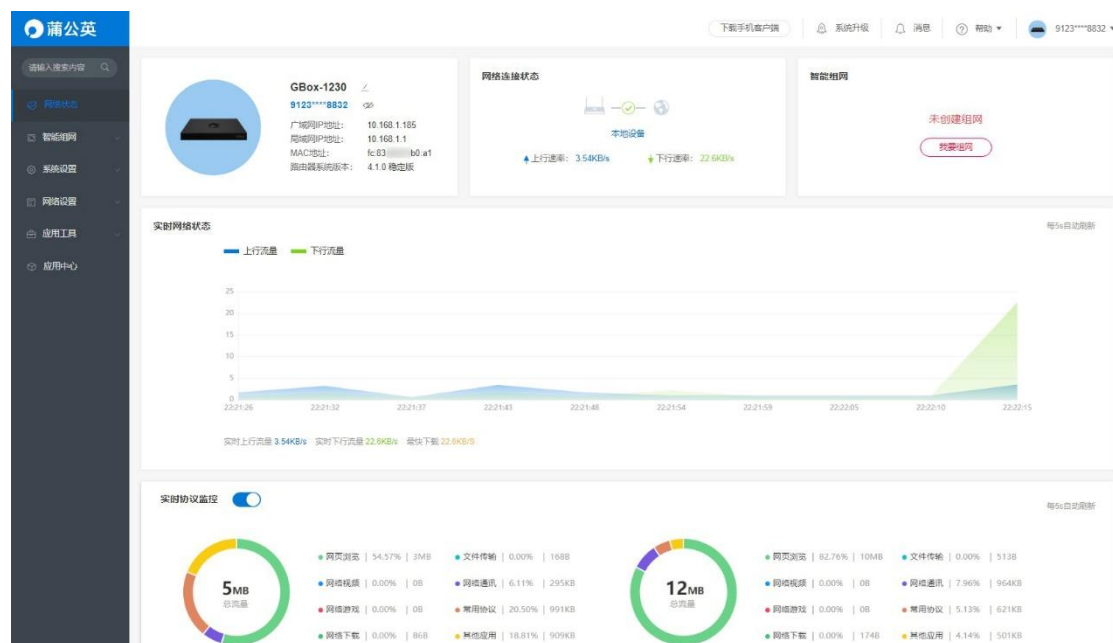 蒲公英
下载手机客户端
系统升级
消息
帮助
9123****8832
请输入搜索内容
网络状态
智能组网
系统设置
网络设置
应用工具
应用中心
GBox-1230
9123****8832
广域网IP地址: 10.168.1.185
局域网IP地址: 10.168.1.1
MAC地址: fc:83 b0:a1
路由器系统版本: 4.1.0 稳定版
网络连接状态
本地设备
上行速率: 3.54KB/s 下行速率: 22.6KB/s
智能组网
未创建组网
我要组网
实时网络状态
每5s自动刷新
上行流量 下行流量
25
20
15
10
5
0
22:21:26 22:21:32 22:21:37 22:21:43 22:21:48 22:21:54 22:21:59 22:22:05 22:22:10 22:22:15
实时上行流量 3.54KB/s 实时下行流量 22.6KB/s 最快下载 22.6KB/S
实时协议监控
每5s自动刷新
5MB
总流量
网页浏览 | 54.57% | 3MB 文件传输 | 0.00% | 168B
网络视频 | 0.00% | 0B 网络通讯 | 6.11% | 295KB
网络游戏 | 0.00% | 0B 常用协议 | 20.50% | 991KB
网络下载 | 0.00% | 86B 其他应用 | 18.81% | 909KB
12MB
总流量
网页浏览 | 82.76% | 10MB 文件传输 | 0.00% | 513B
网络视频 | 0.00% | 0B 网络通讯 | 7.96% | 964KB
网络游戏 | 0.00% | 0B 常用协议 | 5.13% | 621KB
网络下载 | 0.00% | 174B 其他应用 | 4.14% | 501KB